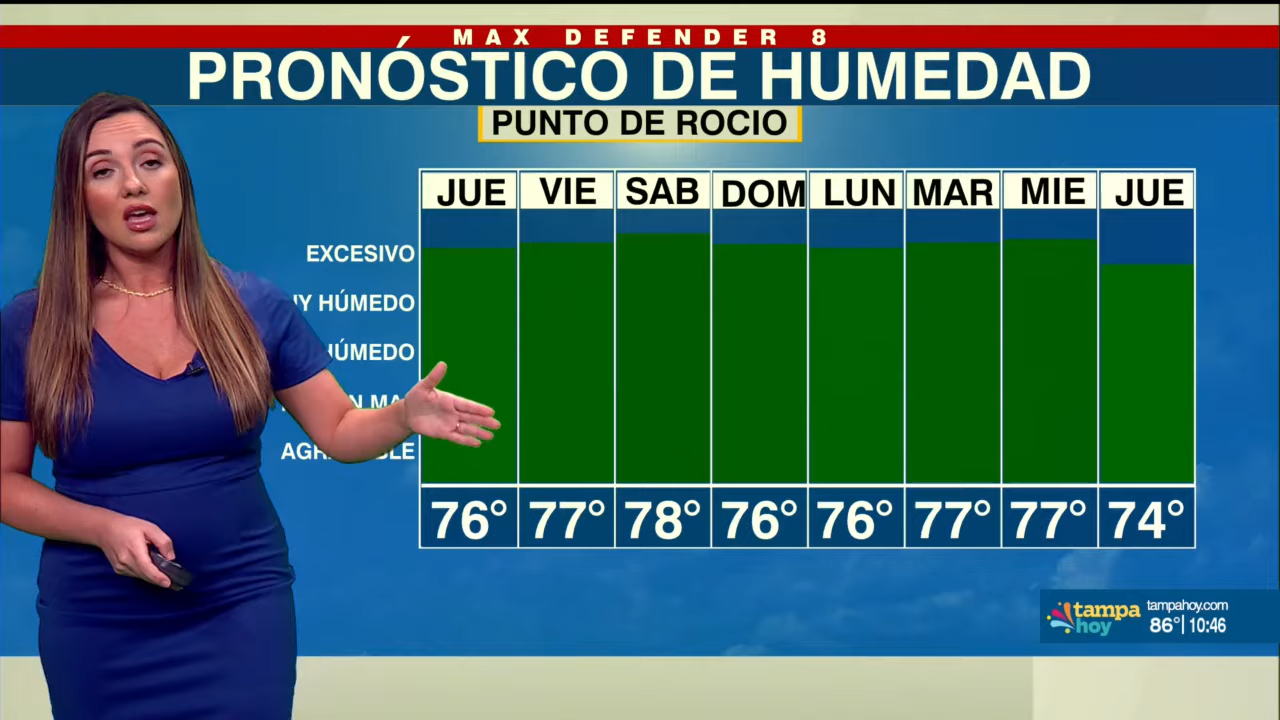 MAX DEFENDER 8
PRONÓSTICO DE HUMEDAD
PUNTO DE ROCIO
JUE VIE SAB DOM LUN MAR MIE JUE
EXCESIVO
HÚMEDO
HÚMEDO
76° 77° 78° 76° 76° 77° 77° 74°
tampa hoy
tampahoy.com
86° | 10:46